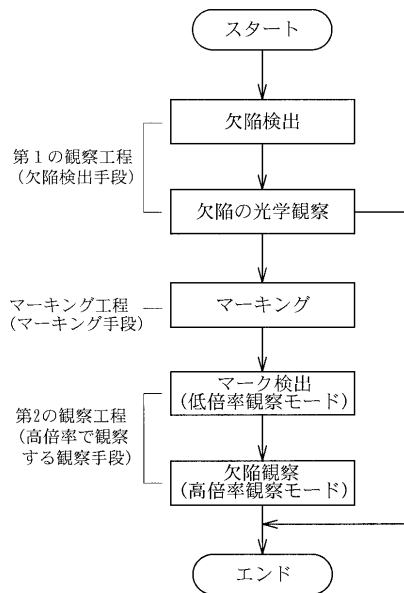 スタート
欠陥検出
第1の観察工程
(欠陥検出手段)
欠陥の光学観察
マーキング工程
(マーキング手段)
マーキング
マーク検出
(低倍率観察モード)
第2の観察工程
(高倍率で観察
する観察手段)
欠陥観察
(高倍率観察モード)
エンド